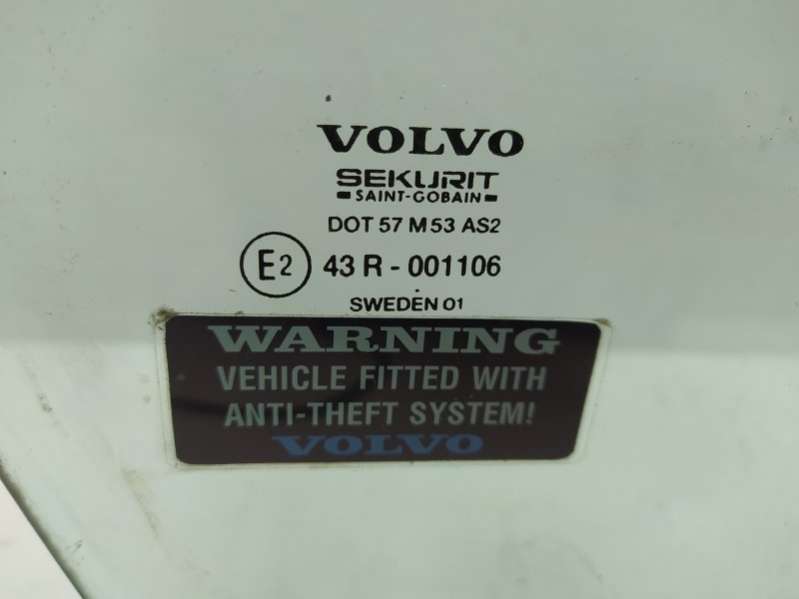 VOLVO
SEKURIT
SAINT-GOBAIN
DOT 57 M 53 AS2
E2 43 R - 001106
SWEDEN 01
WARNING
VEHICLE FITTED WITH
ANTI-THEFT SYSTEM!
VOLVO